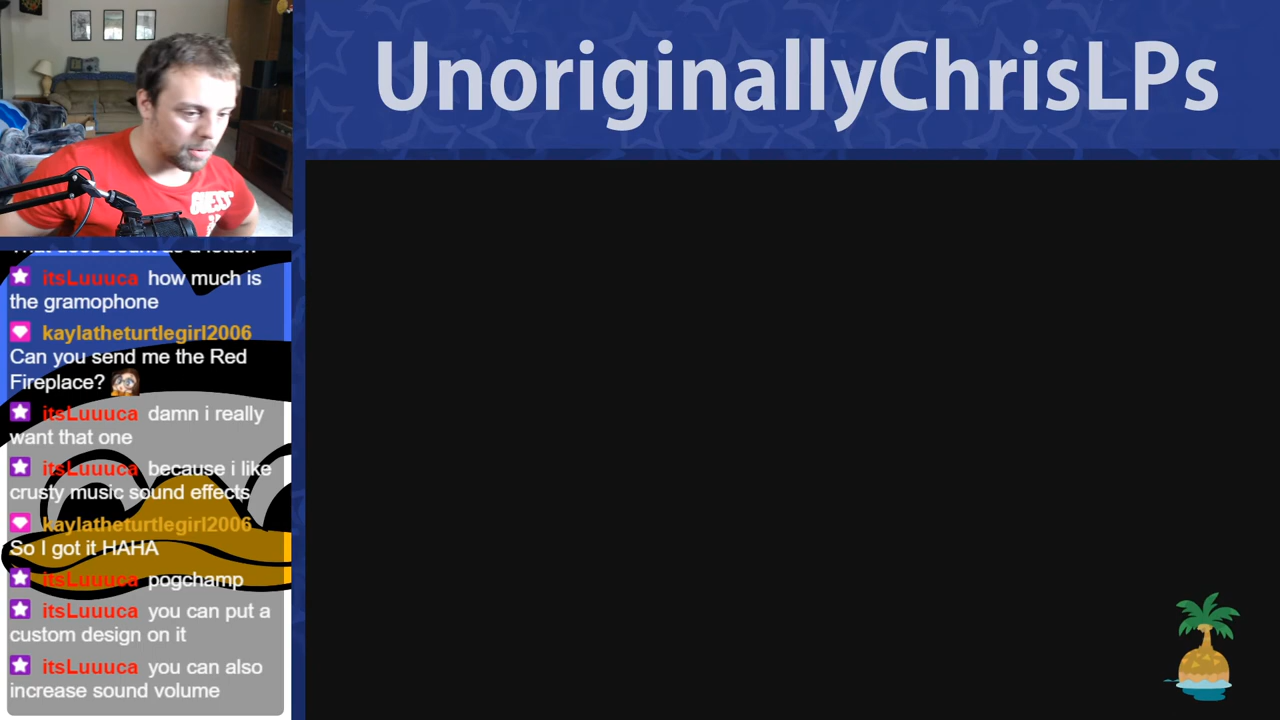 UnoriginallyChrisLPs
GUESS
itsLuuuca how much is
the gramophone
kaylatheturtlegirl2006
Can you send me the Red
Fireplace?
itsLuuuca damn i really
want that one
itsLuuuca because i like
crusty music sound effects
kaylatheturtlegirl2006
So I got it HAHA
itsLuuuca pogchamp
itsLuuuca you can put a
custom design on it
itsLuuuca you can also
increase sound volume